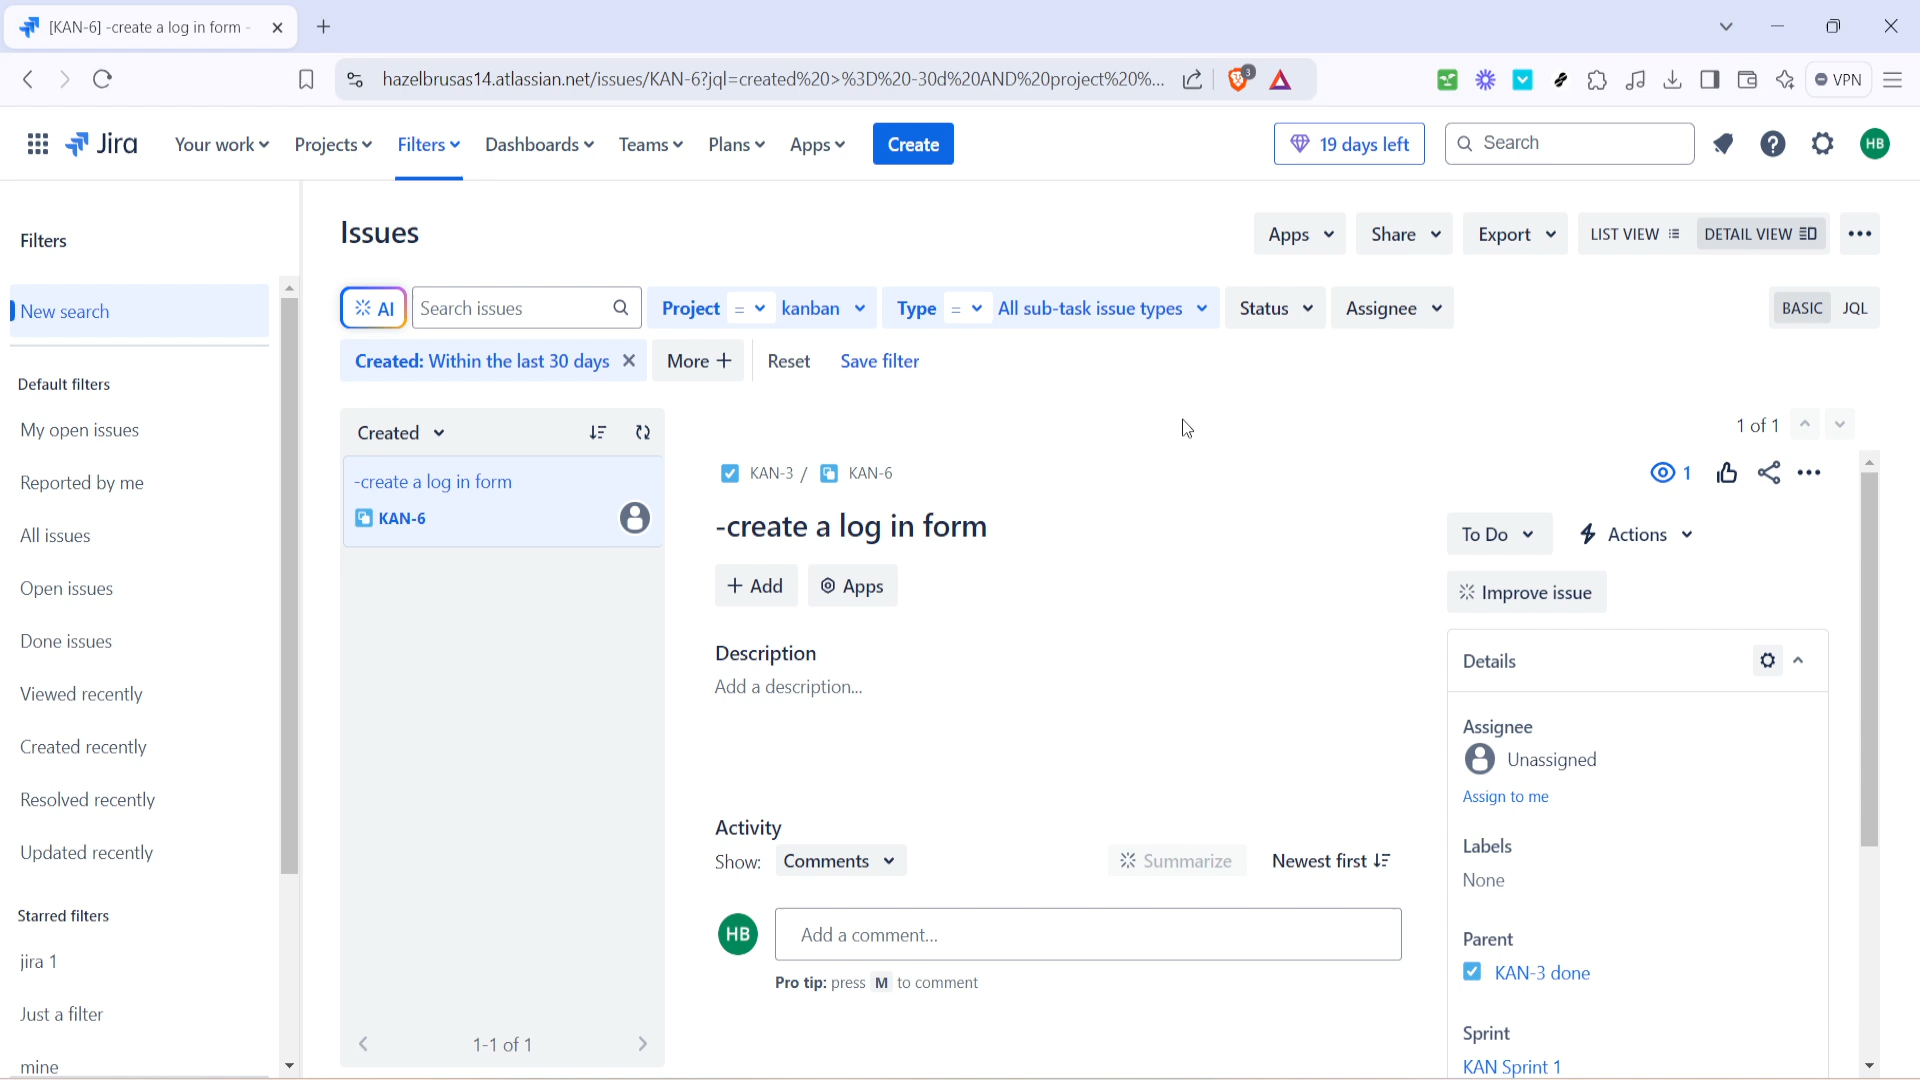 [KAN-6] -create a log in form -
hazelbrusas14.atlassian.net/issues/KAN-6?jql=created%20>%3D%20-30d%20AND%20project%20%...
3
VPN
Jira
Your work
Projects
Filters
Dashboards
Teams
Plans
Apps
Create
19 days left
Search
HB
Filters
New search
Default filters
My open issues
Reported by me
All issues
Open issues
Done issues
Viewed recently
Created recently
Resolved recently
Updated recently
Starred filters
jira 1
Just a filter
mine
Issues
Apps
Share
Export
LIST VIEW
DETAIL VIEW
AI
Search issues
Project = kanban
Type = All sub-task issue types
Status
Assignee
BASIC
JQL
Created: Within the last 30 days
More +
Reset
Save filter
Created
-create a log in form
KAN-6
1-1 of 1
1 of 1
KAN-3 / KAN-6
1
-create a log in form
+ Add
Apps
Description
Add a description...
Activity
Show: Comments
Summarize
Newest first
HB
Add a comment...
Pro tip: press M to comment
To Do
Actions
Improve issue
Details
Assignee
Unassigned
Assign to me
Labels
None
Parent
KAN-3 done
Sprint
KAN Sprint 1